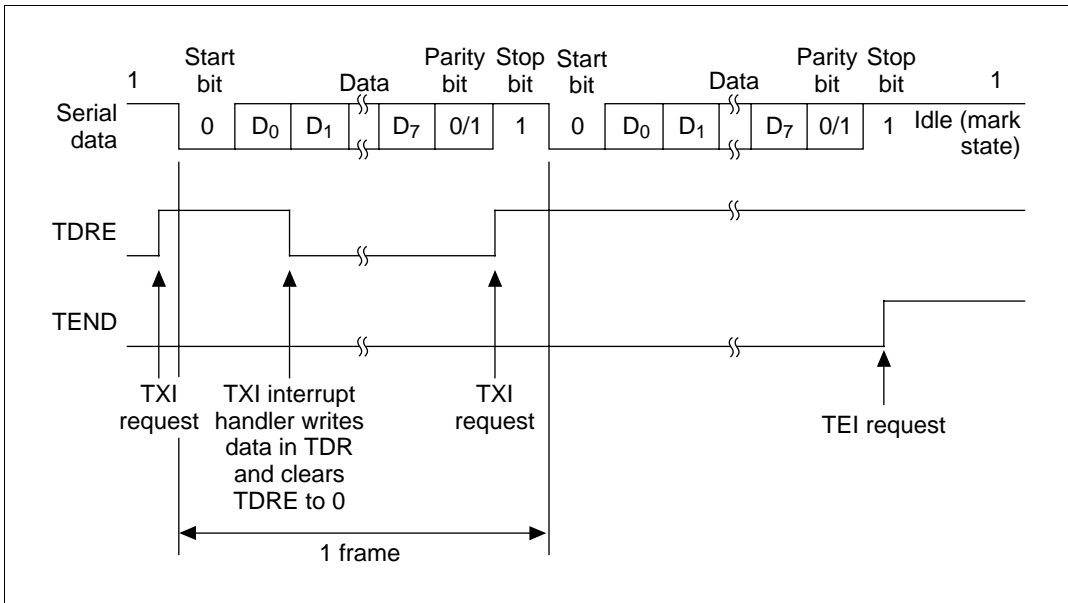 Start Parity Stop Start Parity Stop
1 bit Data bit bit bit Data bit bit 1
Serial data 0 D0 D1 D7 0/1 1 0 D0 D1 D7 0/1 1 Idle (mark state)
TDRE
TEND
TXI request
TXI interrupt handler writes data in TDR and clears TDRE to 0
TXI request
TEI request
1 frame